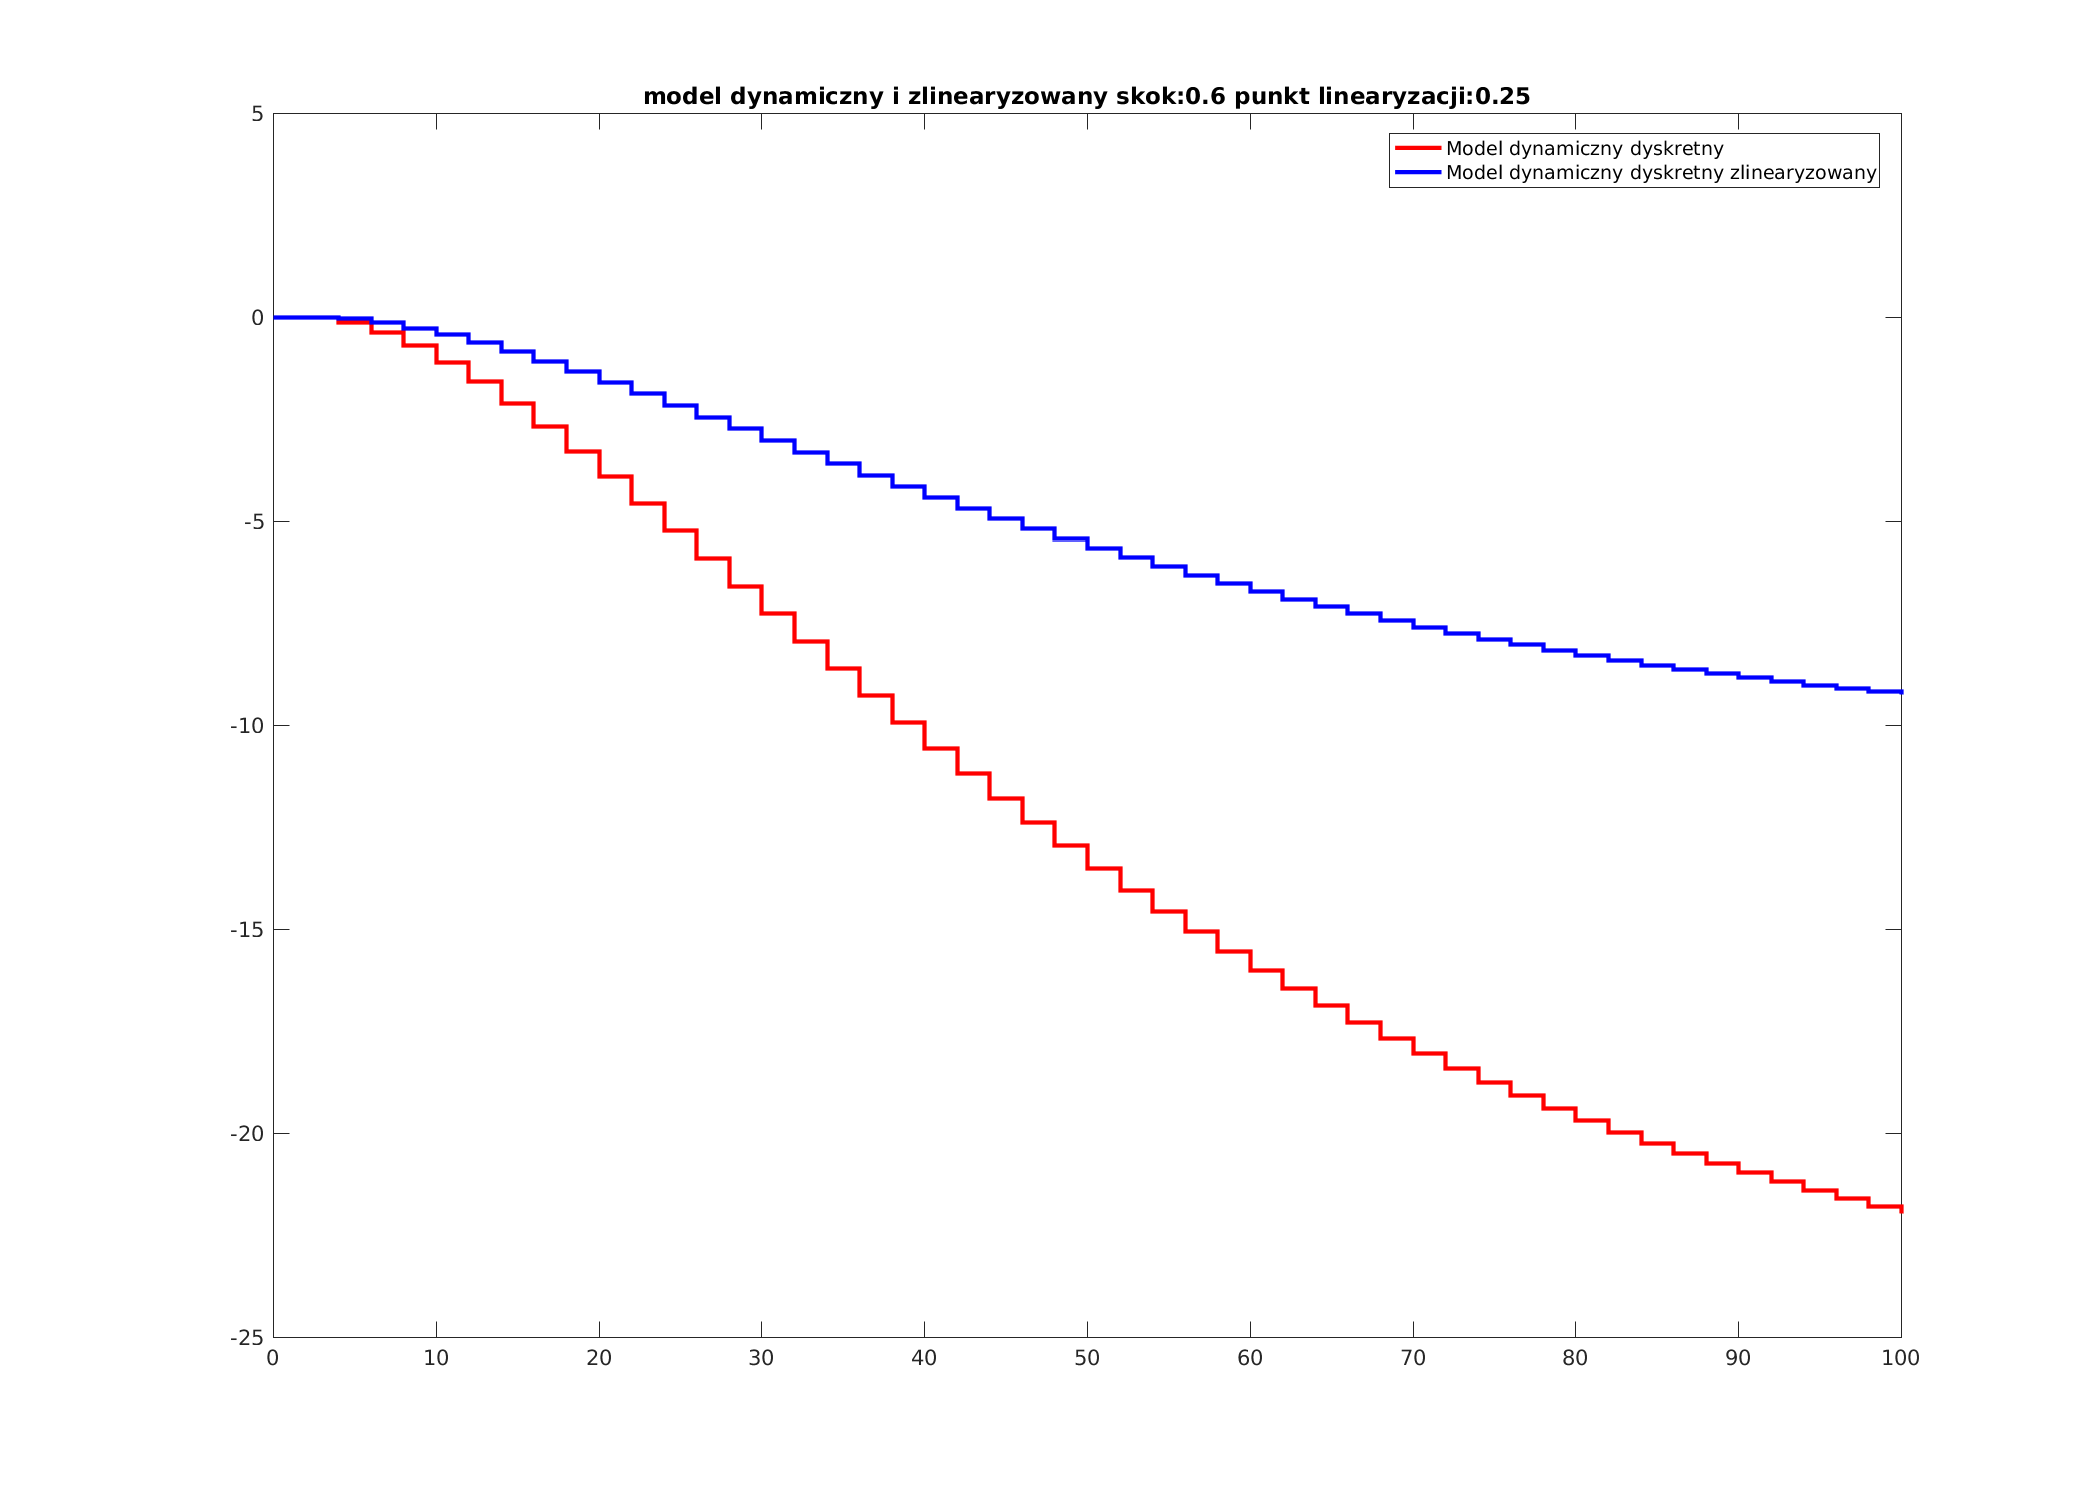 model dynamiczny i zlinearyzowany skok:0.6 punkt linearyzacji:0.25
Model dynamiczny dyskretny
Model dynamiczny dyskretny zlinearyzowany
5
0
-5
-10
-15
-20
-25
0 10 20 30 40 50 60 70 80 90 100